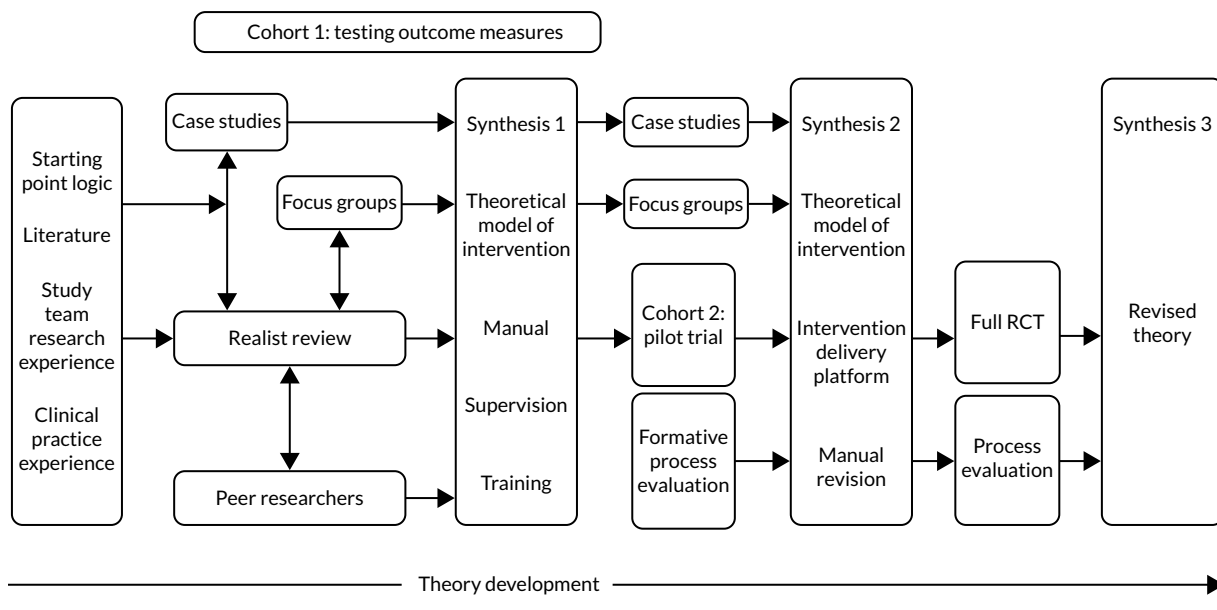 Cohort 1: testing outcome measures
Starting
point logic
Literature
Study
team
research
experience
Clinical
practice
experience
Case studies
Focus groups
Realist review
Peer researchers
Synthesis 1
Theoretical
model of
intervention
Manual
Supervision
Training
Case studies
Focus groups
Cohort 2:
pilot trial
Formative
process
evaluation
Synthesis 2
Theoretical
model of
intervention
Intervention
delivery
platform
Manual
revision
Full RCT
Process
evaluation
Synthesis 3
Revised
theory
Theory development